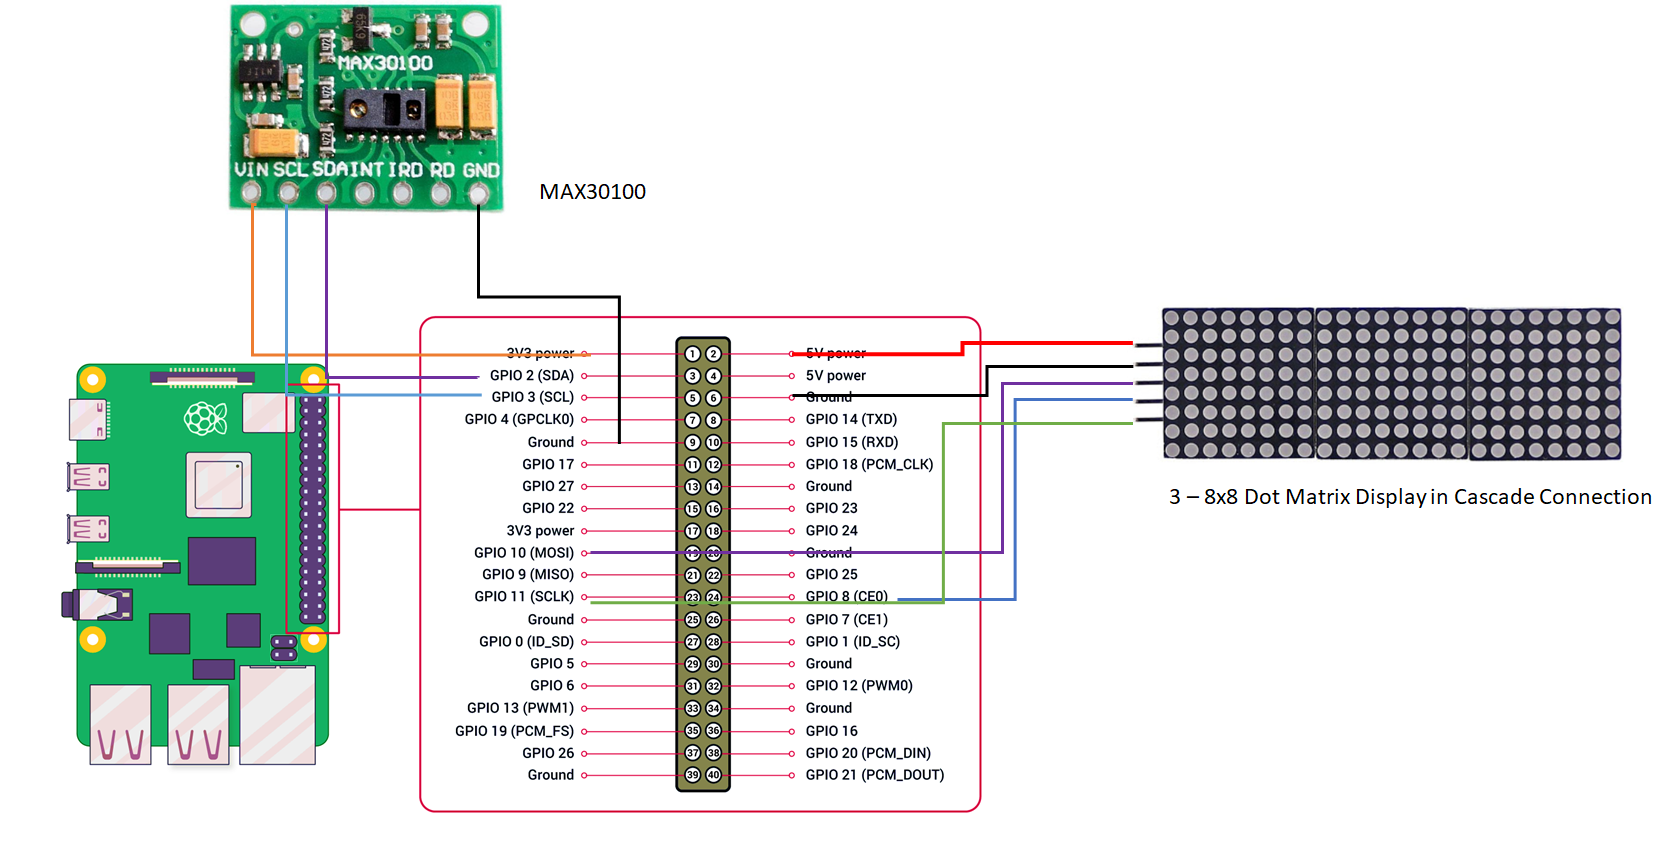 MAX30100
VIN SCL SDA INT IRD RD GND
MAX30100
3V3 power 1 2 5V power
GPIO 2 (SDA) 3 4 5V power
GPIO 3 (SCL) 5 6 Ground
GPIO 4 (GPCLK0) 7 8 GPIO 14 (TXD)
Ground 9 10 GPIO 15 (RXD)
GPIO 17 11 12 GPIO 18 (PCM_CLK)
GPIO 27 13 14 Ground
GPIO 22 15 16 GPIO 23
3V3 power 17 18 GPIO 24
GPIO 10 (MOSI) 19 20 Ground
GPIO 9 (MISO) 21 22 GPIO 25
GPIO 11 (SCLK) 23 24 GPIO 8 (CE0)
Ground 25 26 GPIO 7 (CE1)
GPIO 0 (ID_SD) 27 28 GPIO 1 (ID_SC)
GPIO 5 29 30 Ground
GPIO 6 31 32 GPIO 12 (PWM0)
GPIO 13 (PWM1) 33 34 Ground
GPIO 19 (PCM_FS) 35 36 GPIO 16
GPIO 26 37 38 GPIO 20 (PCM_DIN)
Ground 39 40 GPIO 21 (PCM_DOUT)
3 – 8x8 Dot Matrix Display in Cascade Connection